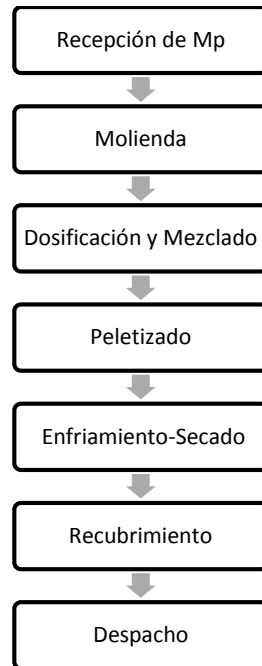 Recepción de Mp
Molienda
Dosificación y Mezclado
Peletizado
Enfriamiento-Secado
Recubrimiento
Despacho